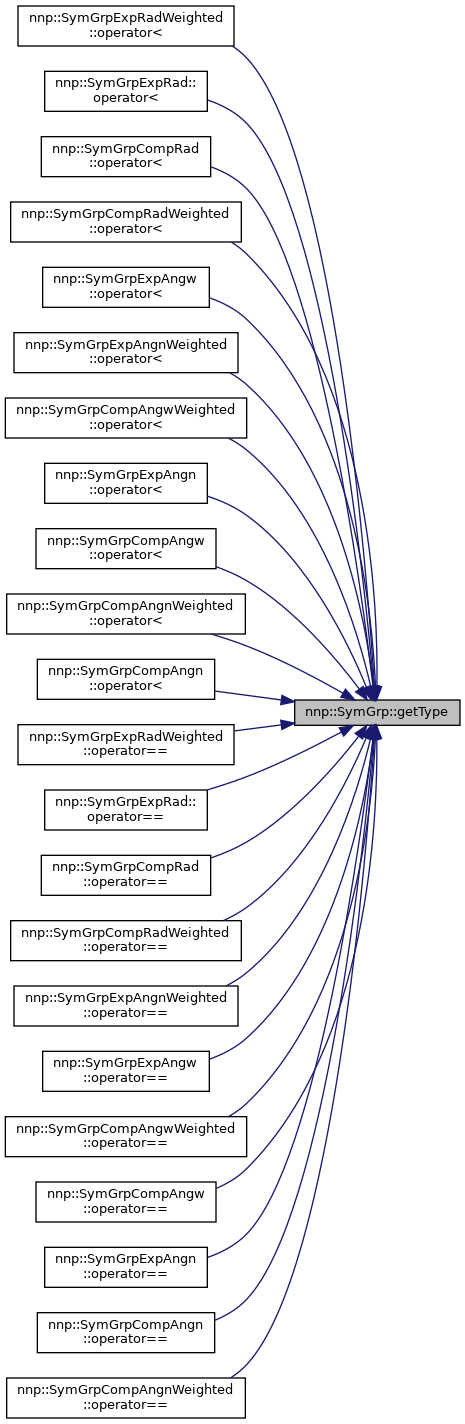 nnp::SymGrpExpRadWeighted
::operator<
nnp::SymGrpExpRad::
operator<
nnp::SymGrpCompRad
::operator<
nnp::SymGrpCompRadWeighted
::operator<
nnp::SymGrpExpAngw
::operator<
nnp::SymGrpExpAngnWeighted
::operator<
nnp::SymGrpCompAngwWeighted
::operator<
nnp::SymGrpExpAngn
::operator<
nnp::SymGrpCompAngw
::operator<
nnp::SymGrpCompAngnWeighted
::operator<
nnp::SymGrpCompAngn
::operator<
nnp::SymGrp::getType
nnp::SymGrpExpRadWeighted
::operator==
nnp::SymGrpExpRad::
operator==
nnp::SymGrpCompRad
::operator==
nnp::SymGrpCompRadWeighted
::operator==
nnp::SymGrpExpAngnWeighted
::operator==
nnp::SymGrpExpAngw
::operator==
nnp::SymGrpCompAngwWeighted
::operator==
nnp::SymGrpCompAngw
::operator==
nnp::SymGrpExpAngn
::operator==
nnp::SymGrpCompAngn
::operator==
nnp::SymGrpCompAngnWeighted
::operator==